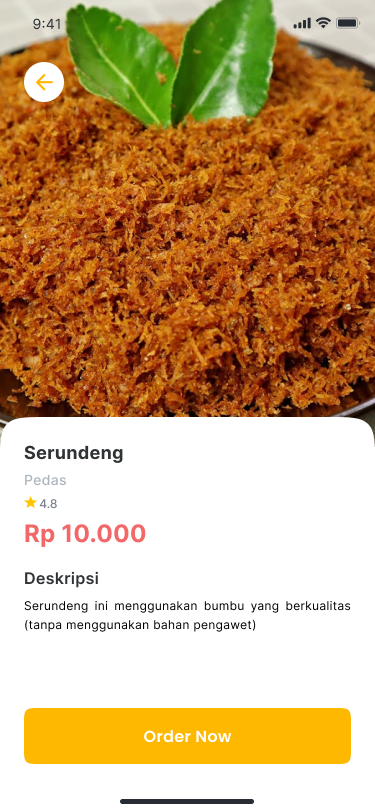 9:41
Serundeng
Pedas
4.8
Rp 10.000
Deskripsi
Serundeng ini menggunakan bumbu yang berkualitas
(tanpa menggunakan bahan pengawet)
Order Now